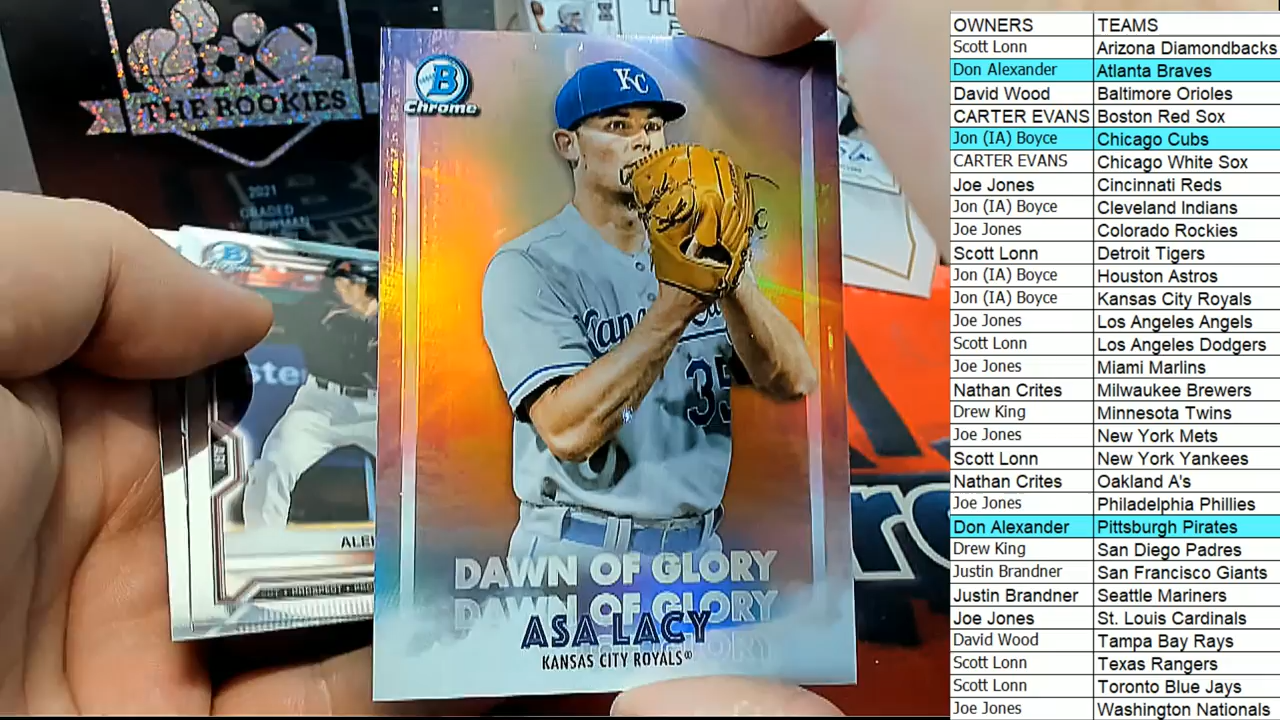 THE ROOKIES
2021
GRADED
BOWMAN
B
Chrome
KC
Kans
35
DAWN OF GLORY
DAWN OF GLORY
ASA LACY
KANSAS CITY ROYALS®
OWNERS TEAMS
Scott Lonn Arizona Diamondbacks
Don Alexander Atlanta Braves
David Wood Baltimore Orioles
CARTER EVANS Boston Red Sox
Jon (IA) Boyce Chicago Cubs
CARTER EVANS Chicago White Sox
Joe Jones Cincinnati Reds
Jon (IA) Boyce Cleveland Indians
Joe Jones Colorado Rockies
Scott Lonn Detroit Tigers
Jon (IA) Boyce Houston Astros
Jon (IA) Boyce Kansas City Royals
Joe Jones Los Angeles Angels
Scott Lonn Los Angeles Dodgers
Joe Jones Miami Marlins
Nathan Crites Milwaukee Brewers
Drew King Minnesota Twins
Joe Jones New York Mets
Scott Lonn New York Yankees
Nathan Crites Oakland A's
Joe Jones Philadelphia Phillies
Don Alexander Pittsburgh Pirates
Drew King San Diego Padres
Justin Brandner San Francisco Giants
Justin Brandner Seattle Mariners
Joe Jones St. Louis Cardinals
David Wood Tampa Bay Rays
Scott Lonn Texas Rangers
Scott Lonn Toronto Blue Jays
Joe Jones Washington Nationals